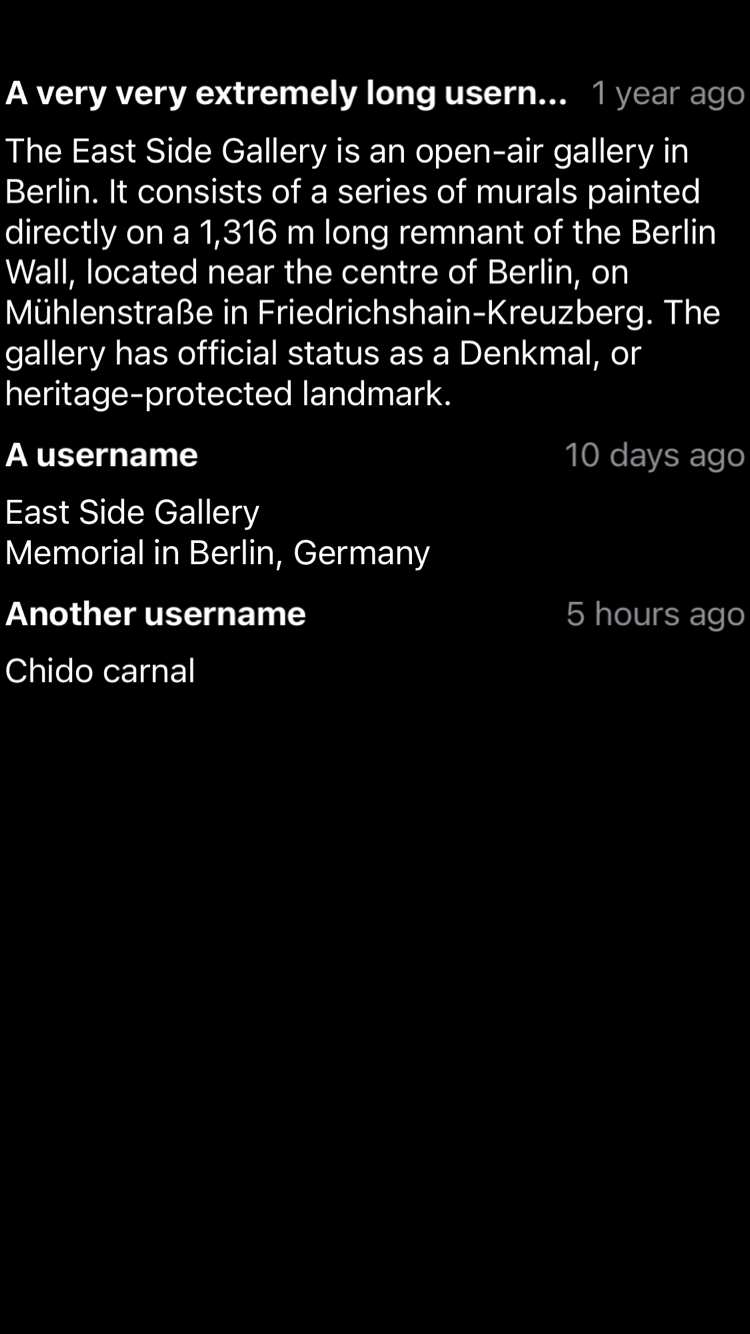 A very very extremely long usern... 1 year ago
The East Side Gallery is an open-air gallery in
Berlin. It consists of a series of murals painted
directly on a 1,316 m long remnant of the Berlin
Wall, located near the centre of Berlin, on
Mühlenstraße in Friedrichshain-Kreuzberg. The
gallery has official status as a Denkmal, or
heritage-protected landmark.
A username 10 days ago
East Side Gallery
Memorial in Berlin, Germany
Another username 5 hours ago
Chido carnal